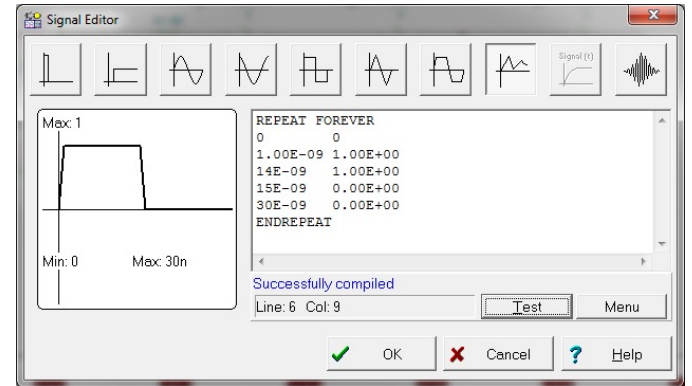 Signal Editor
Signal (t)
Max: 1
Min: 0 Max: 30n
REPEAT FOREVER
0 0
1.00E-09 1.00E+00
14E-09 1.00E+00
15E-09 0.00E+00
30E-09 0.00E+00
ENDREPEAT
Successfully compiled
Line: 6 Col: 9
Test
Menu
OK
Cancel
? Help